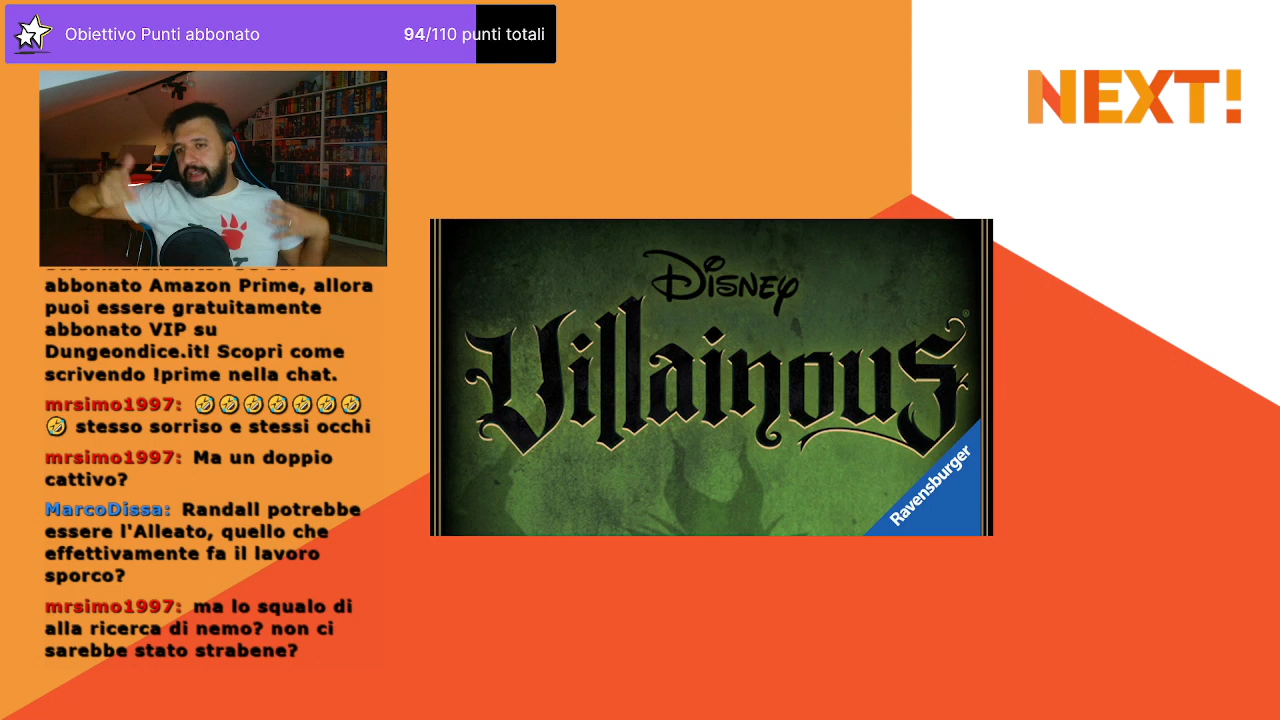 Obiettivo Punti abbonato
94/110 punti totali
NEXT!
abbonato Amazon Prime, allora
puoi essere gratuitamente
abbonato VIP su
Dungeondice.it! Scopri come
scrivendo !prime nella chat.
mrsimo1997: 🤣🤣🤣🤣🤣🤣🤣
🤣 stesso sorriso e stessi occhi
mrsimo1997: Ma un doppio
cattivo?
MarcoDissa: Randall potrebbe
essere l'Alleato, quello che
effettivamente fa il lavoro
sporco?
mrsimo1997: ma lo squalo di
alla ricerca di nemo? non ci
sarebbe stato strabene?
Disney
Villainous
®
Ravensburger